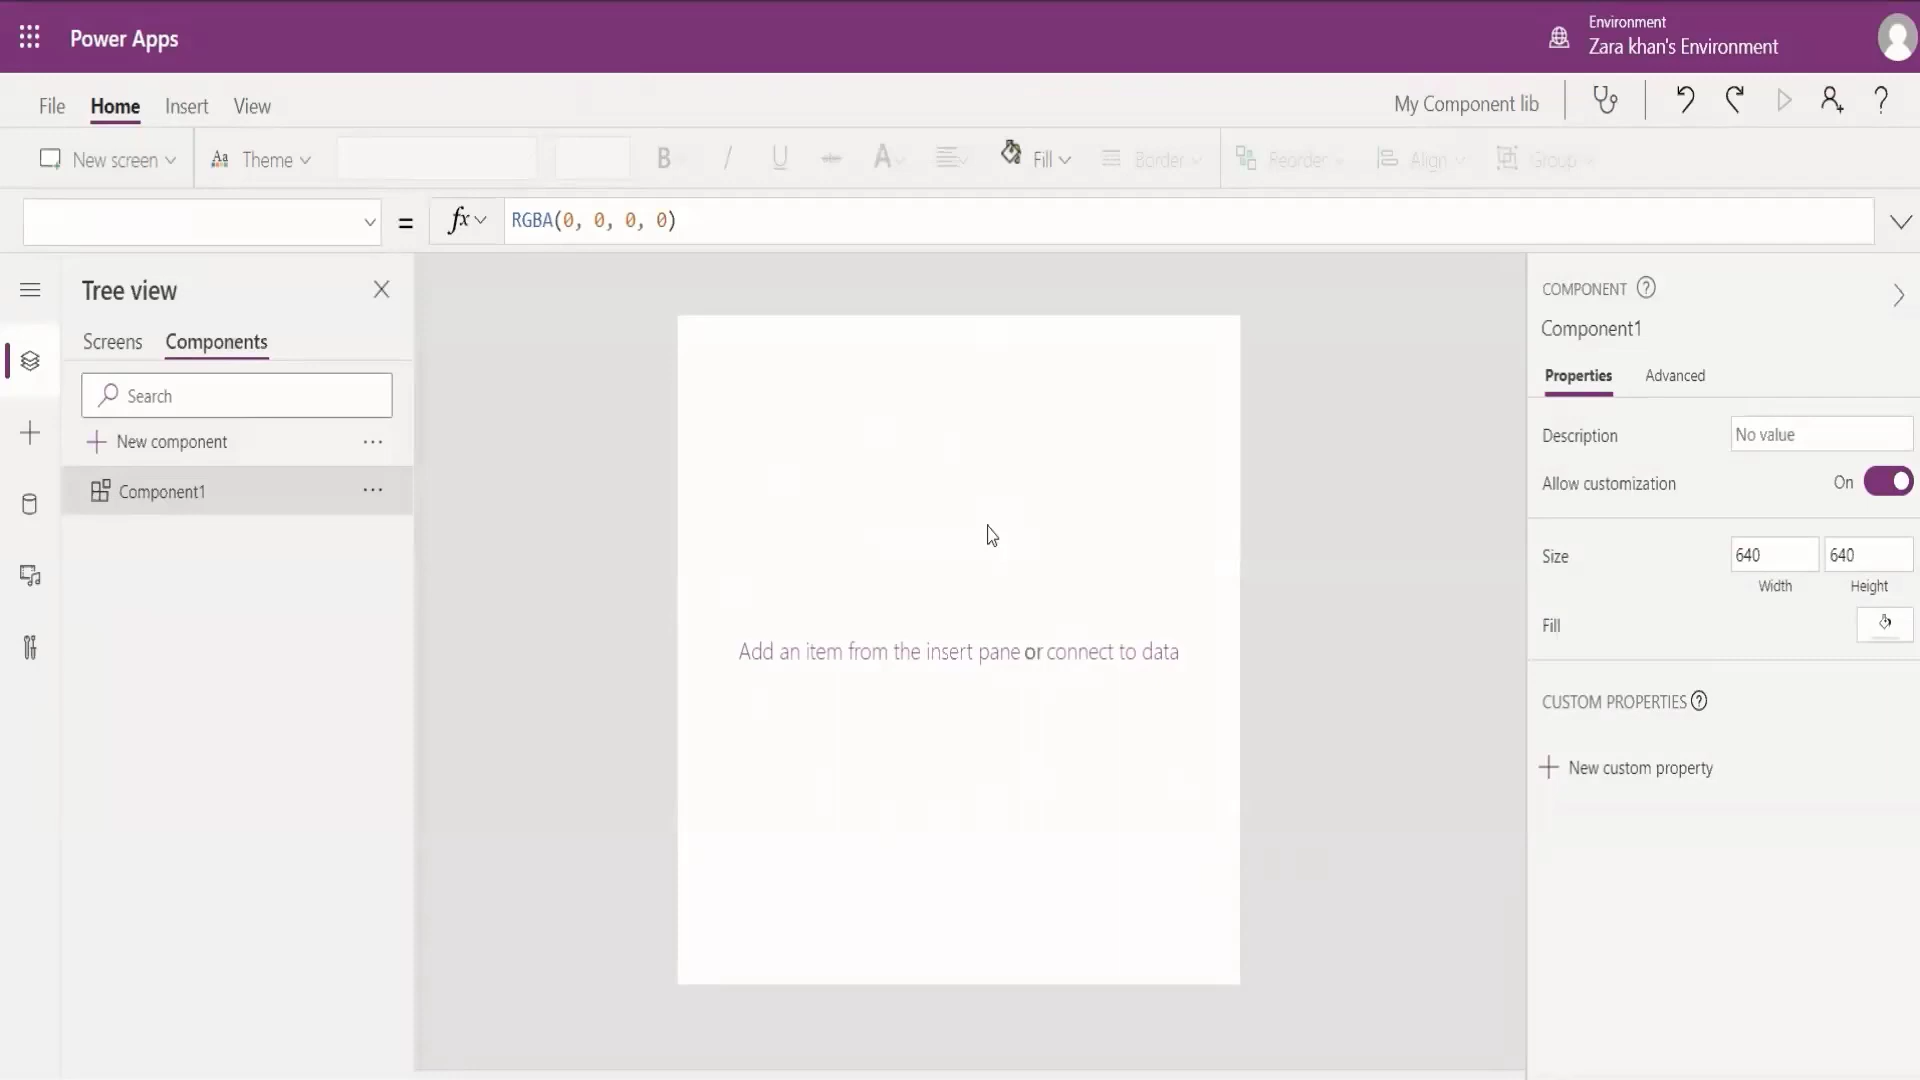 Power Apps
Environment
Zara khan's Environment
File Home Insert View
My Component lib
?
New screen
Aa Theme
B / U abc A
Fill
Border
Reorder
Align
Group
= fx RGBA(0, 0, 0, 0)
Tree view
Screens Components
Search
New component
Component1
Add an item from the insert pane or connect to data
COMPONENT ?
Component1
Properties Advanced
Description No value
Allow customization On
Size 640 640
Width Height
Fill
CUSTOM PROPERTIES ?
New custom property